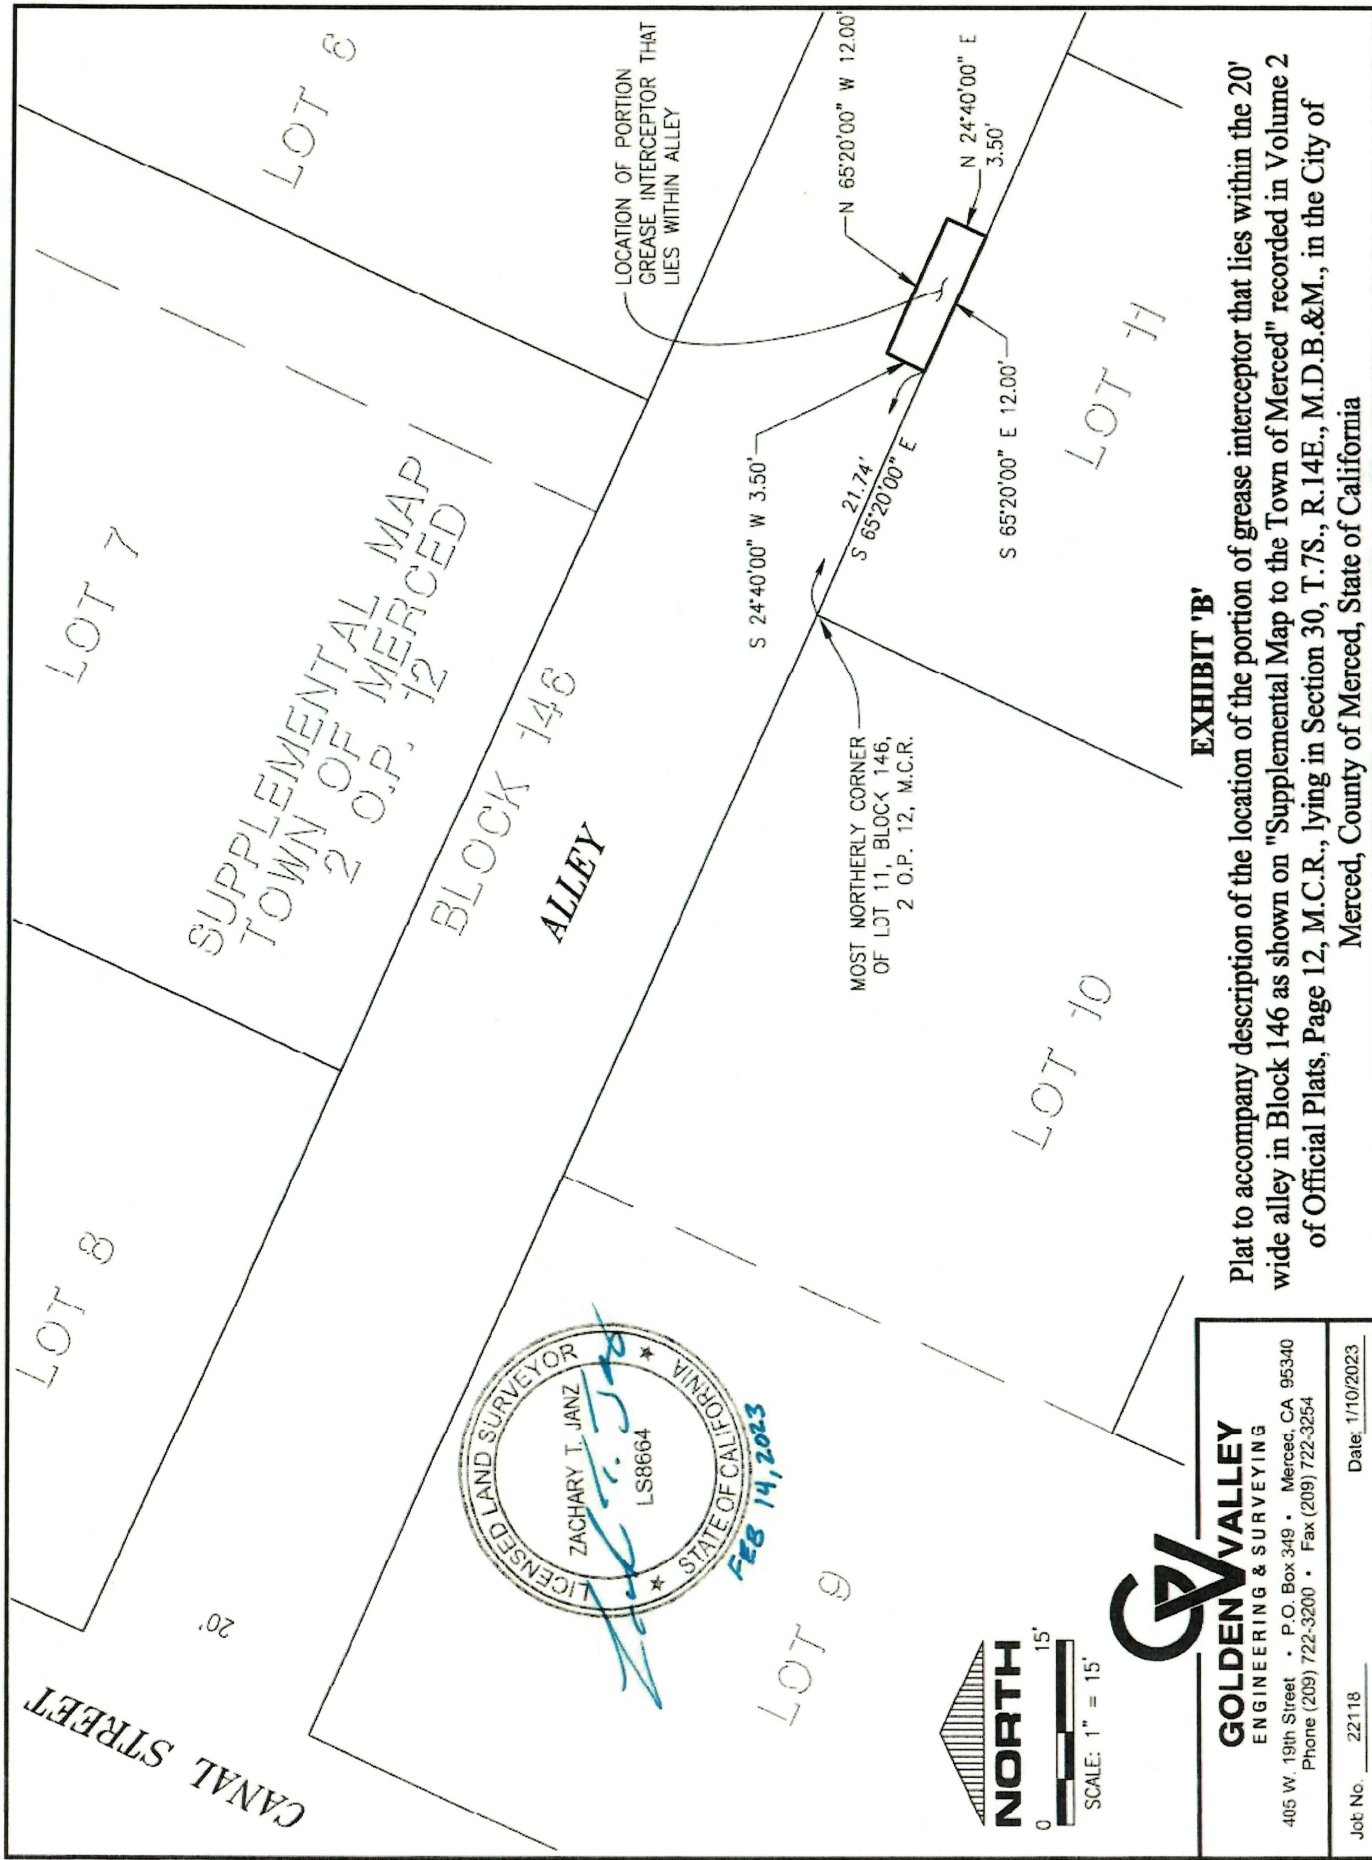 LOT 8
LOT 7
LOT 6
SUPPLEMENTAL MAP
TOWN OF MERCED
2 O.P. 12
BLOCK 146
ALLEY
CANAL STREET
20'
LOCATION OF PORTION
GREASE INTERCEPTOR THAT
LIES WITHIN ALLEY
N 65°20'00" W 12.00'
N 24°40'00" E
3.50'
S 24°40'00" W 3.50'
21.74'
S 65°20'00" E
S 65°20'00" E 12.00'
MOST NORTHERLY CORNER
OF LOT 11, BLOCK 146,
2 O.P. 12, M.C.R.
LOT 9
LOT 10
LOT 11
LICENSED LAND SURVEYOR
ZACHARY T. JANZ
LS8664
STATE OF CALIFORNIA
FEB 14, 2023
NORTH
0 15'
SCALE: 1" = 15'
EXHIBIT 'B'
Plat to accompany description of the location of the portion of grease interceptor that lies within the 20'
wide alley in Block 146 as shown on "Supplemental Map to the Town of Merced" recorded in Volume 2
of Official Plats, Page 12, M.C.R., lying in Section 30, T.7S., R.14E., M.D.B.&M., in the City of
Merced, County of Merced, State of California
GV
GOLDEN VALLEY
ENGINEERING & SURVEYING
405 W. 19th Street • P.O. Box 349 • Merced, CA 95340
Phone (209) 722-3200 • Fax (209) 722-3254
Job No. 22118 Date: 1/10/2023